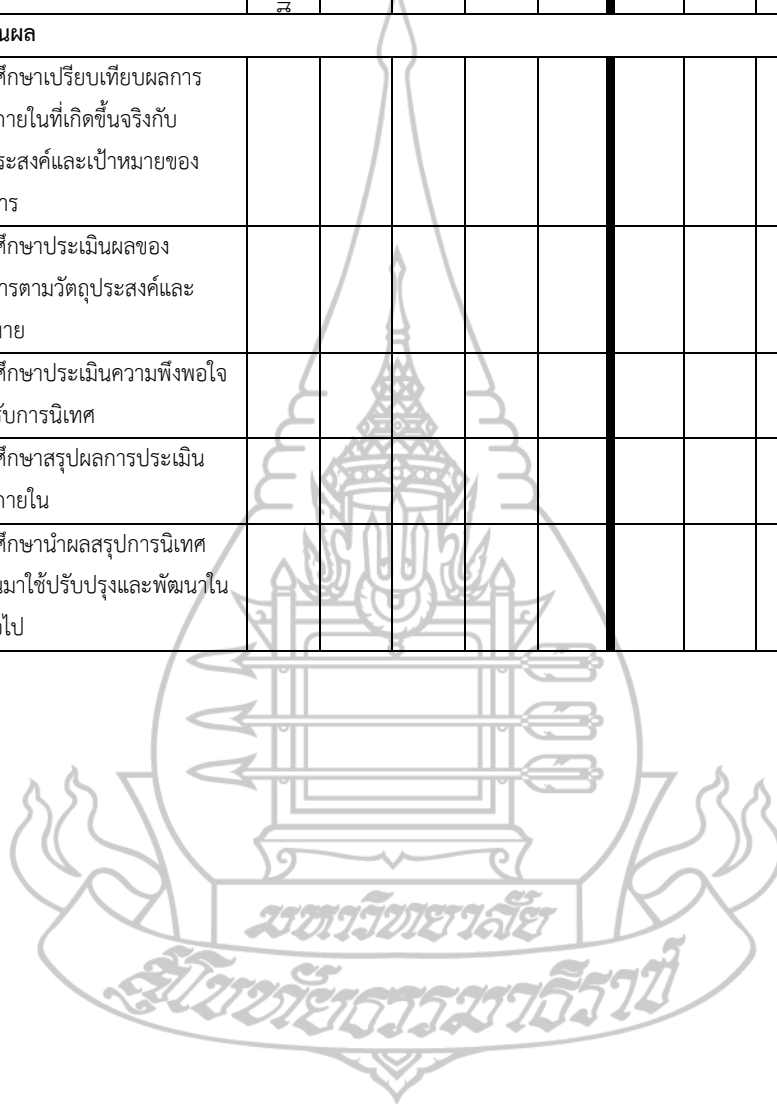 นผล
ศึกษาเปรียบเทียบผลการ
ภายในที่เกิดขึ้นจริงกับ
ระสงค์และเป้าหมายของ
การ
ศึกษาประเมินผลของ
ารตามวัตถุประสงค์และ
มาย
ศึกษาประเมินความพึงพอใจ
รับการนิเทศ
ศึกษาสรุปผลการประเมิน
ภายใน
ศึกษานำผลสรุปการนิเทศ
นมาใช้ปรับปรุงและพัฒนาใน
อไป
มหาวิทยาลัย
สุโขทัยธรรมาธิราช